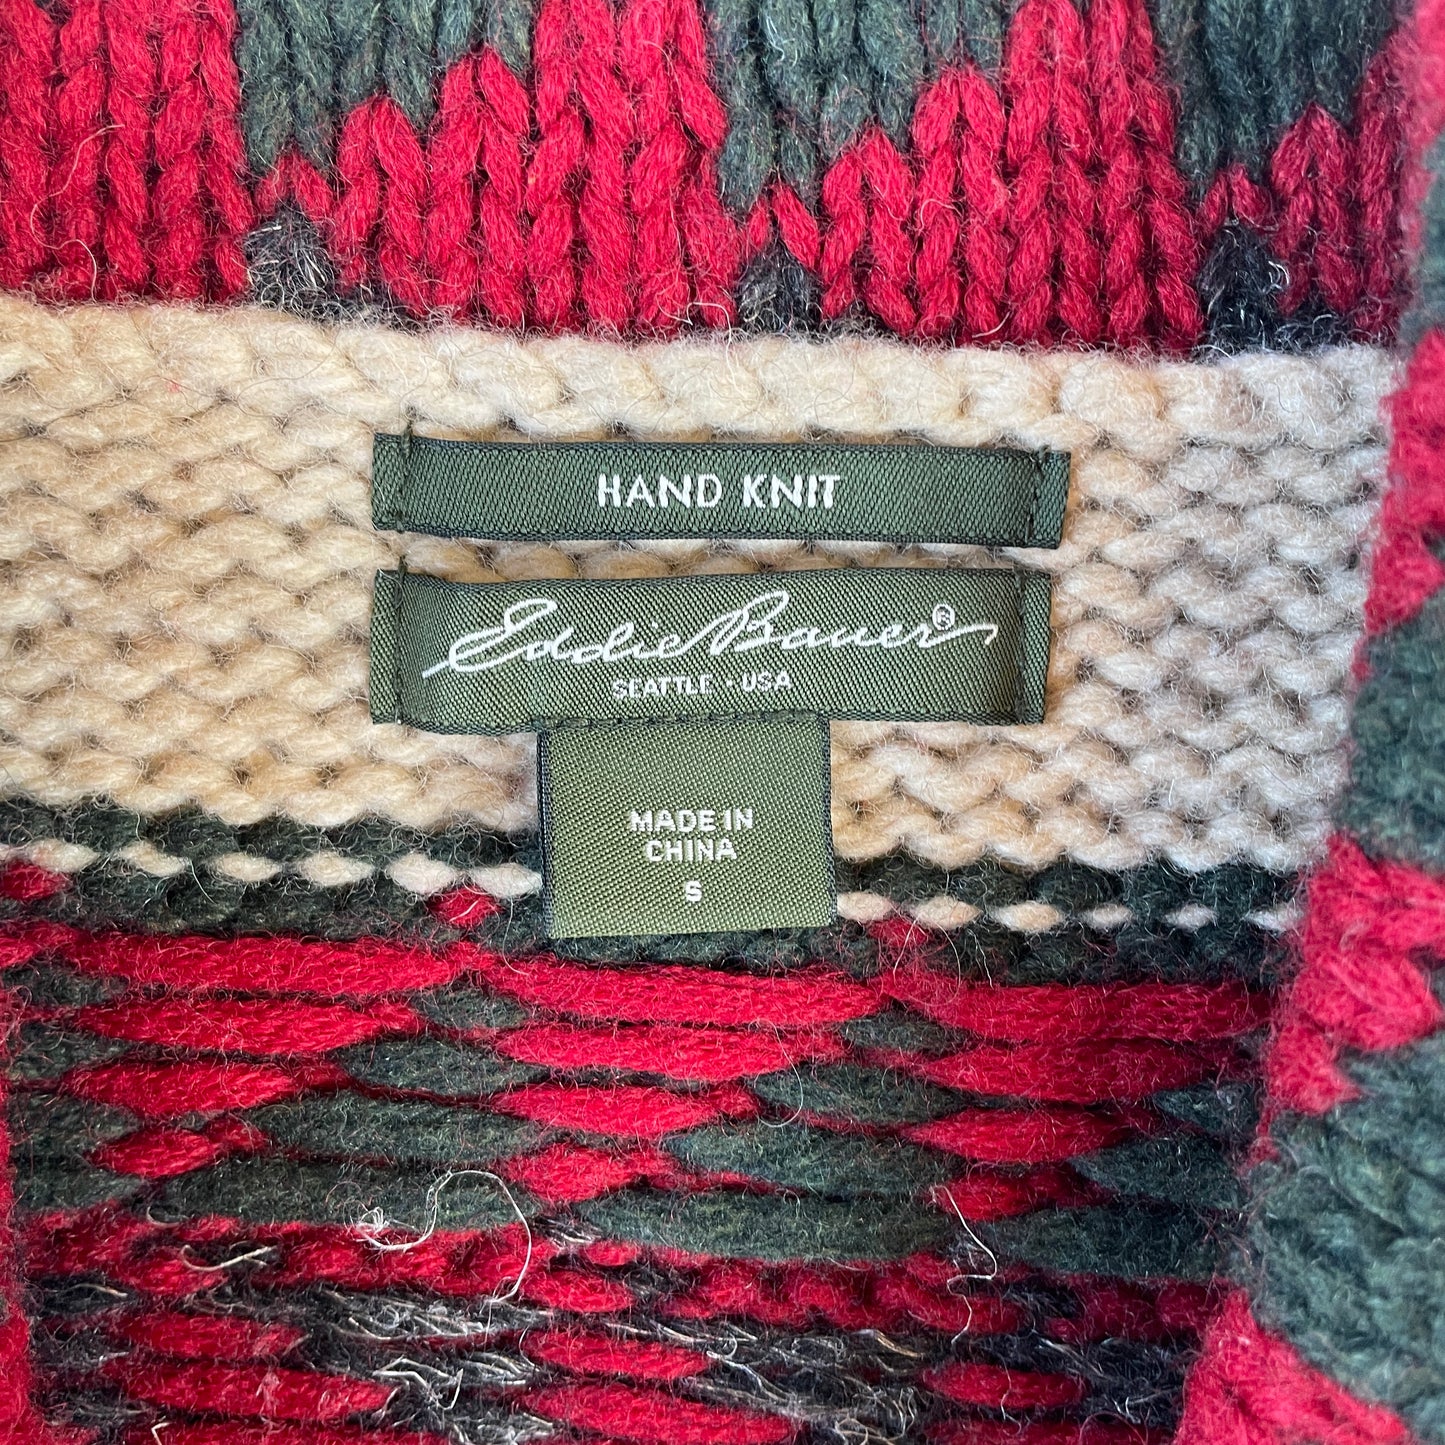 HAND KNIT
Eddie Bauer®
SEATTLE - USA
MADE IN
CHINA
S